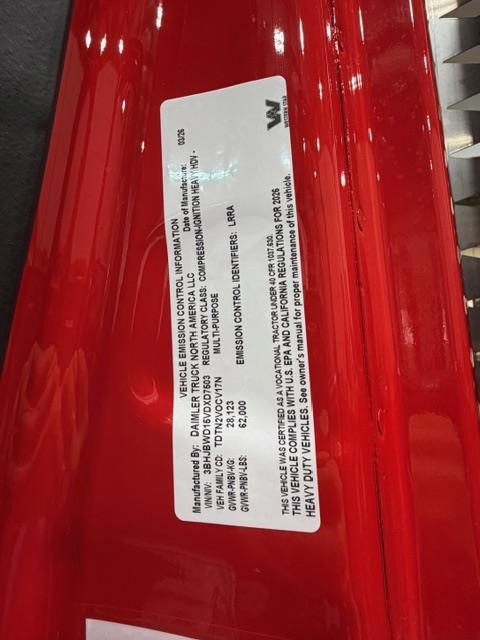 VEHICLE EMISSION CONTROL INFORMATION
Manufactured By: DAIMLER TRUCK NORTH AMERICA LLC Date of Manufacture: 03/26
VIN/NIV: 3BHJBWD15VDXD7603 REGULATORY CLASS: COMPRESSION-IGNITION HEAVY HDV -
VEH FAMILY CD: TDTN2VOCV17N MULTI-PURPOSE
GVWR-PNBV-KG: 28,123
GVWR-PNBV-LBS: 62,000 EMISSION CONTROL IDENTIFIERS: LRRA
THIS VEHICLE WAS CERTIFIED AS A VOCATIONAL TRACTOR UNDER 40 CFR 1037.630.
THIS VEHICLE COMPLIES WITH U.S. EPA AND CALIFORNIA REGULATIONS FOR 2026
HEAVY DUTY VEHICLES. See owner's manual for proper maintenance of this vehicle.
WESTERN STAR